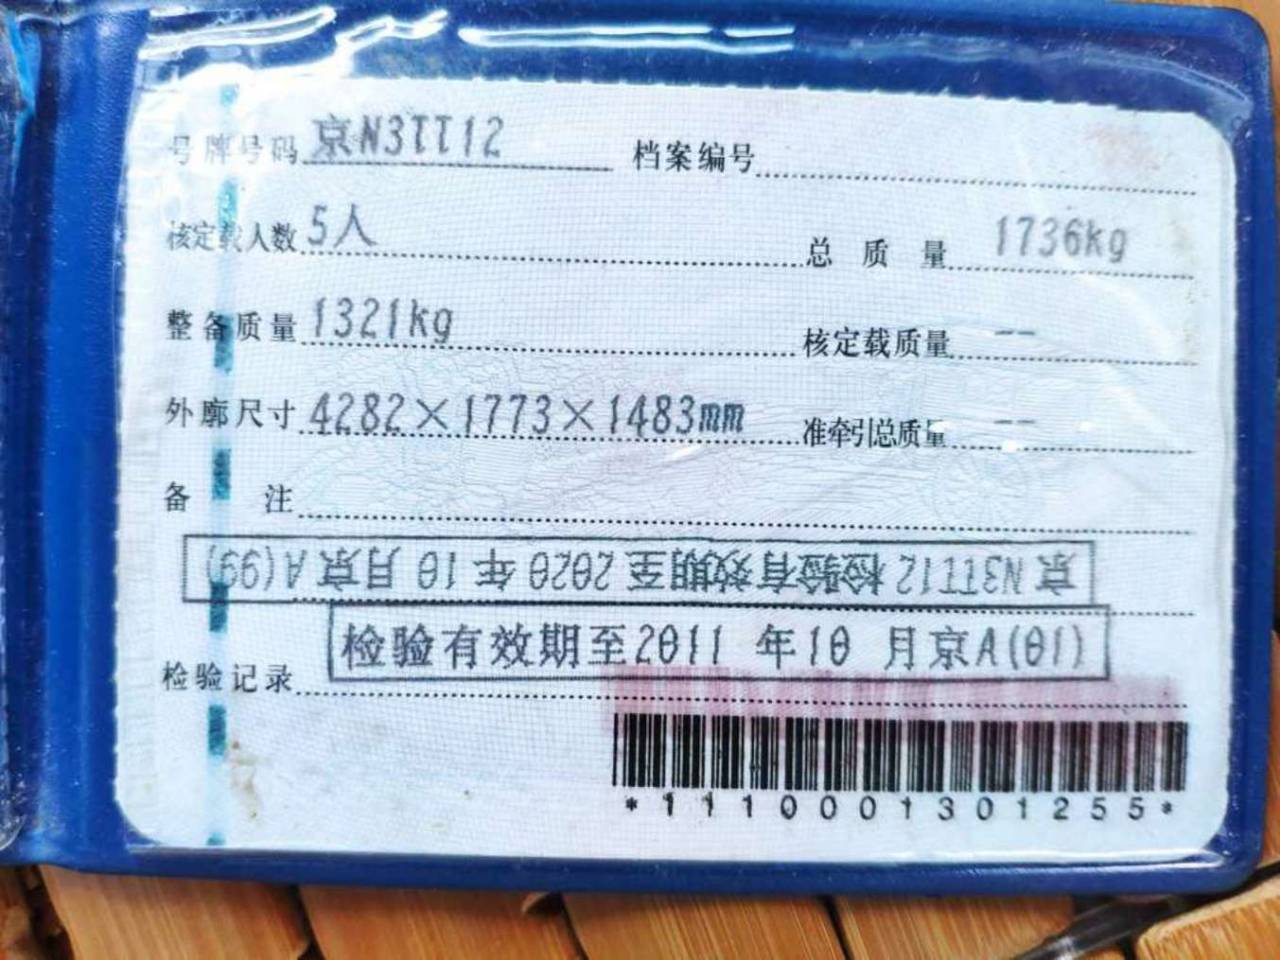 号牌号码 京N3TT12 档案编号
核定载人数 5人 总质量 1736kg
整备质量 1321kg 核定载质量 --
外廓尺寸 4282×1773×1483mm 准牵引总质量 --
备注
京N3TT12 检验有效期至2020年10月京A(99)
检验有效期至2011年10月京A(01)
检验记录
*1110001301255*